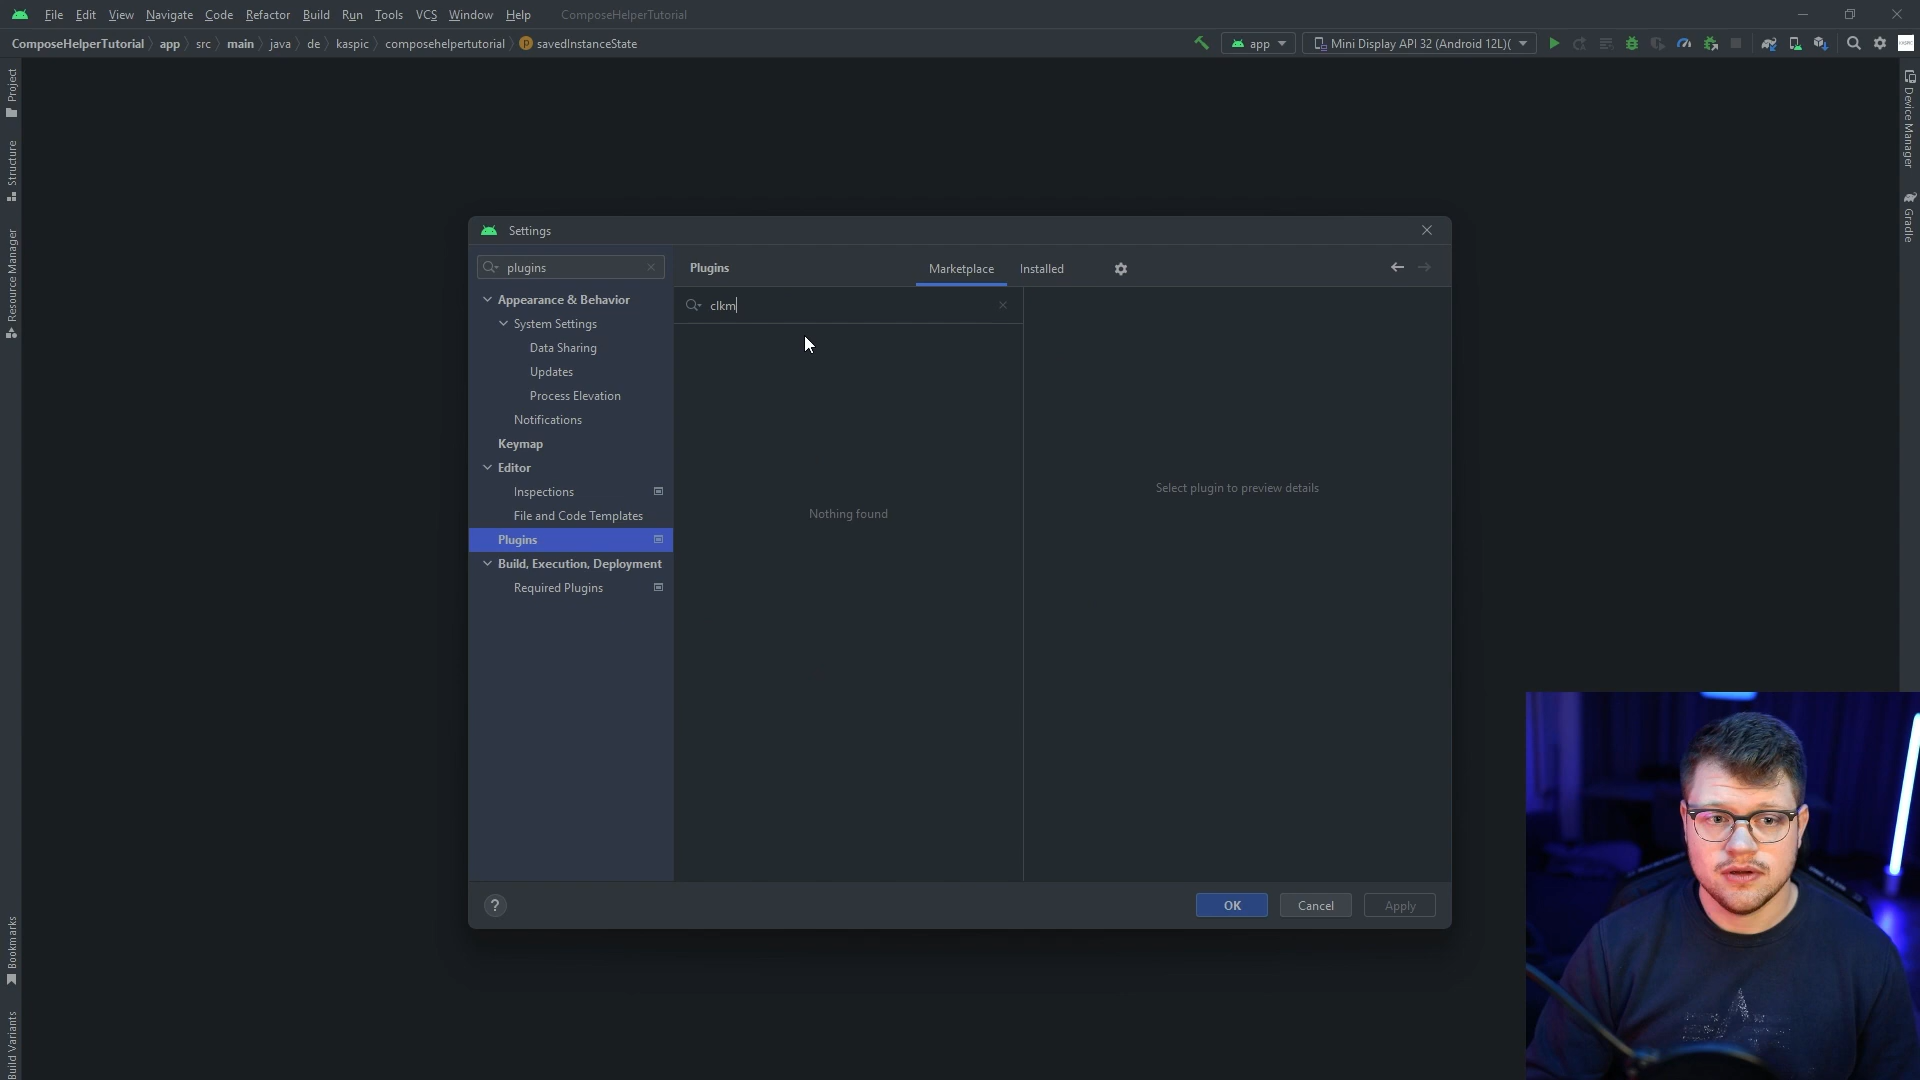 File Edit View Navigate Code Refactor Build Run Tools VCS Window Help ComposeHelperTutorial
ComposeHelperTutorial app src main java de kaspic composehelpertutorial savedInstanceState
app
Mini Display API 32 (Android 12L)(
Project
Structure
Resource Manager
Bookmarks
Build Variants
Device Manager
Gradle
Settings
plugins
Appearance & Behavior
System Settings
Data Sharing
Updates
Process Elevation
Notifications
Keymap
Editor
Inspections
File and Code Templates
Plugins
Build, Execution, Deployment
Required Plugins
Plugins
Marketplace
Installed
clkm
Nothing found
Select plugin to preview details
?
OK
Cancel
Apply